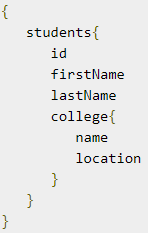 {
   students{
      id
      firstName
      lastName
      college{
         name
         location
      }
   }
}